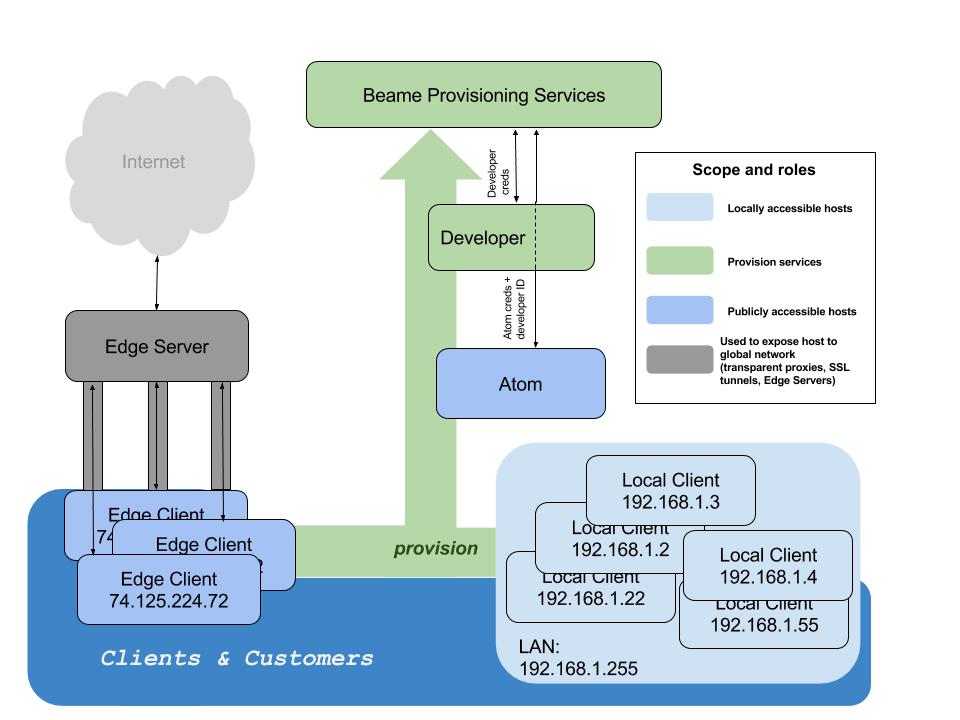 Beame Provisioning Services
Internet
Developer
creds
Scope and roles
Locally accessible hosts
Provision services
Publicly accessible hosts
Used to expose host to
global network
(transparent proxies, SSL
tunnels, Edge Servers)
Developer
Atom creds +
developer ID
Edge Server
Atom
Edge Client
74
Edge Client
Edge Client
74.125.224.72
provision
Local Client
192.168.1.3
Local Client
192.168.1.2
Local Client
192.168.1.4
Local Client
192.168.1.22
Local Client
192.168.1.55
LAN:
192.168.1.255
Clients & Customers